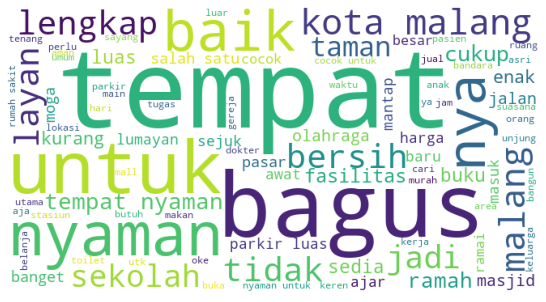 lengkap
baik
kota malang
luar
sayang
perlu
pasien
ruang
aman
umum
tenang
luas
salah satu
cocok
taman
besar
jual
cukup
asri
cocok untuk
bandara
rumah sakit
layan
moga
tempat
mantap
enak
nya
parkir
main
hari
tugas
gereja
waktu
anak
ya
jam
jalan
suasana
orang
lokasi
kurang
lumayan
sejuk
olahraga
harga
baru
buku
unjung
untuk
dokter
pasar
bersih
cari
masuk
malang
mall
awat
fasilitas
murah
area
bangun
keluarga
utama
tempat nyaman
bagus
aja
stasiun
butuh
makan
nyaman
parkir luas
kerja
jadi
ramai
belanja
toilet
utk
oke
tidak
sedia
ramah
masjid
banget
sekolah
buka
nyaman untuk
keren
ajar